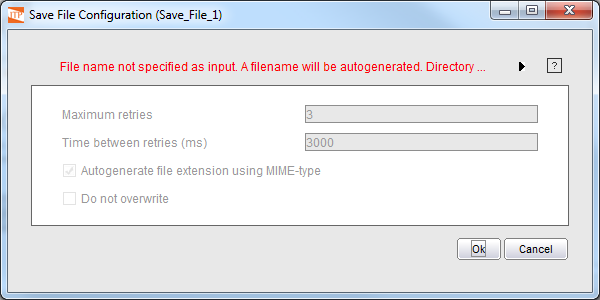 Save File Configuration (Save_File_1)
File name not specified as input. A filename will be autogenerated. Directory ...
?
Maximum retries 3
Time between retries (ms) 3000
Autogenerate file extension using MIME-type
Do not overwrite
Ok Cancel